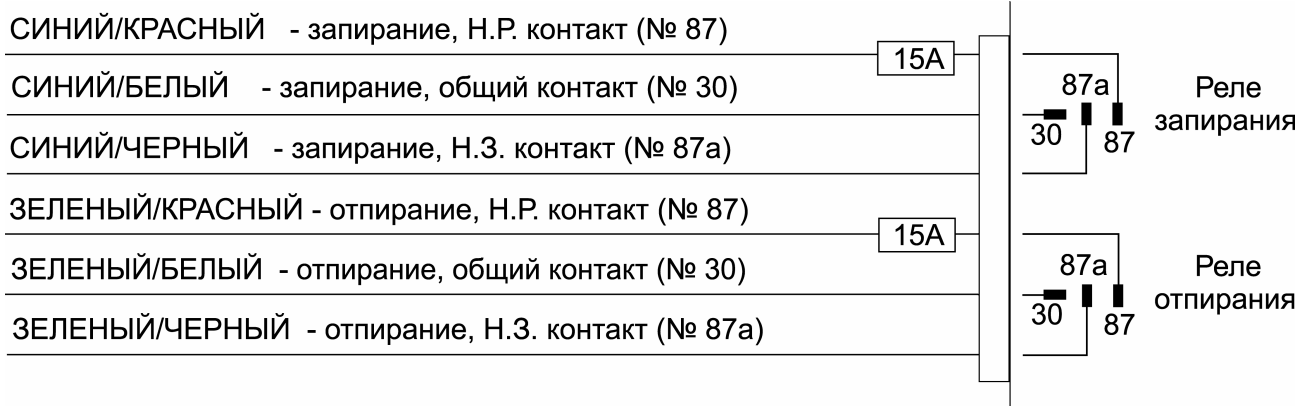 СИНИЙ/КРАСНЫЙ - запирание, Н.Р. контакт (№ 87)
15А
СИНИЙ/БЕЛЫЙ - запирание, общий контакт (№ 30)
СИНИЙ/ЧЕРНЫЙ - запирание, Н.З. контакт (№ 87а)
87а
30
87
Реле
запирания
ЗЕЛЕНЫЙ/КРАСНЫЙ - отпирание, Н.Р. контакт (№ 87)
15А
ЗЕЛЕНЫЙ/БЕЛЫЙ - отпирание, общий контакт (№ 30)
ЗЕЛЕНЫЙ/ЧЕРНЫЙ - отпирание, Н.З. контакт (№ 87а)
87а
30
87
Реле
отпирания